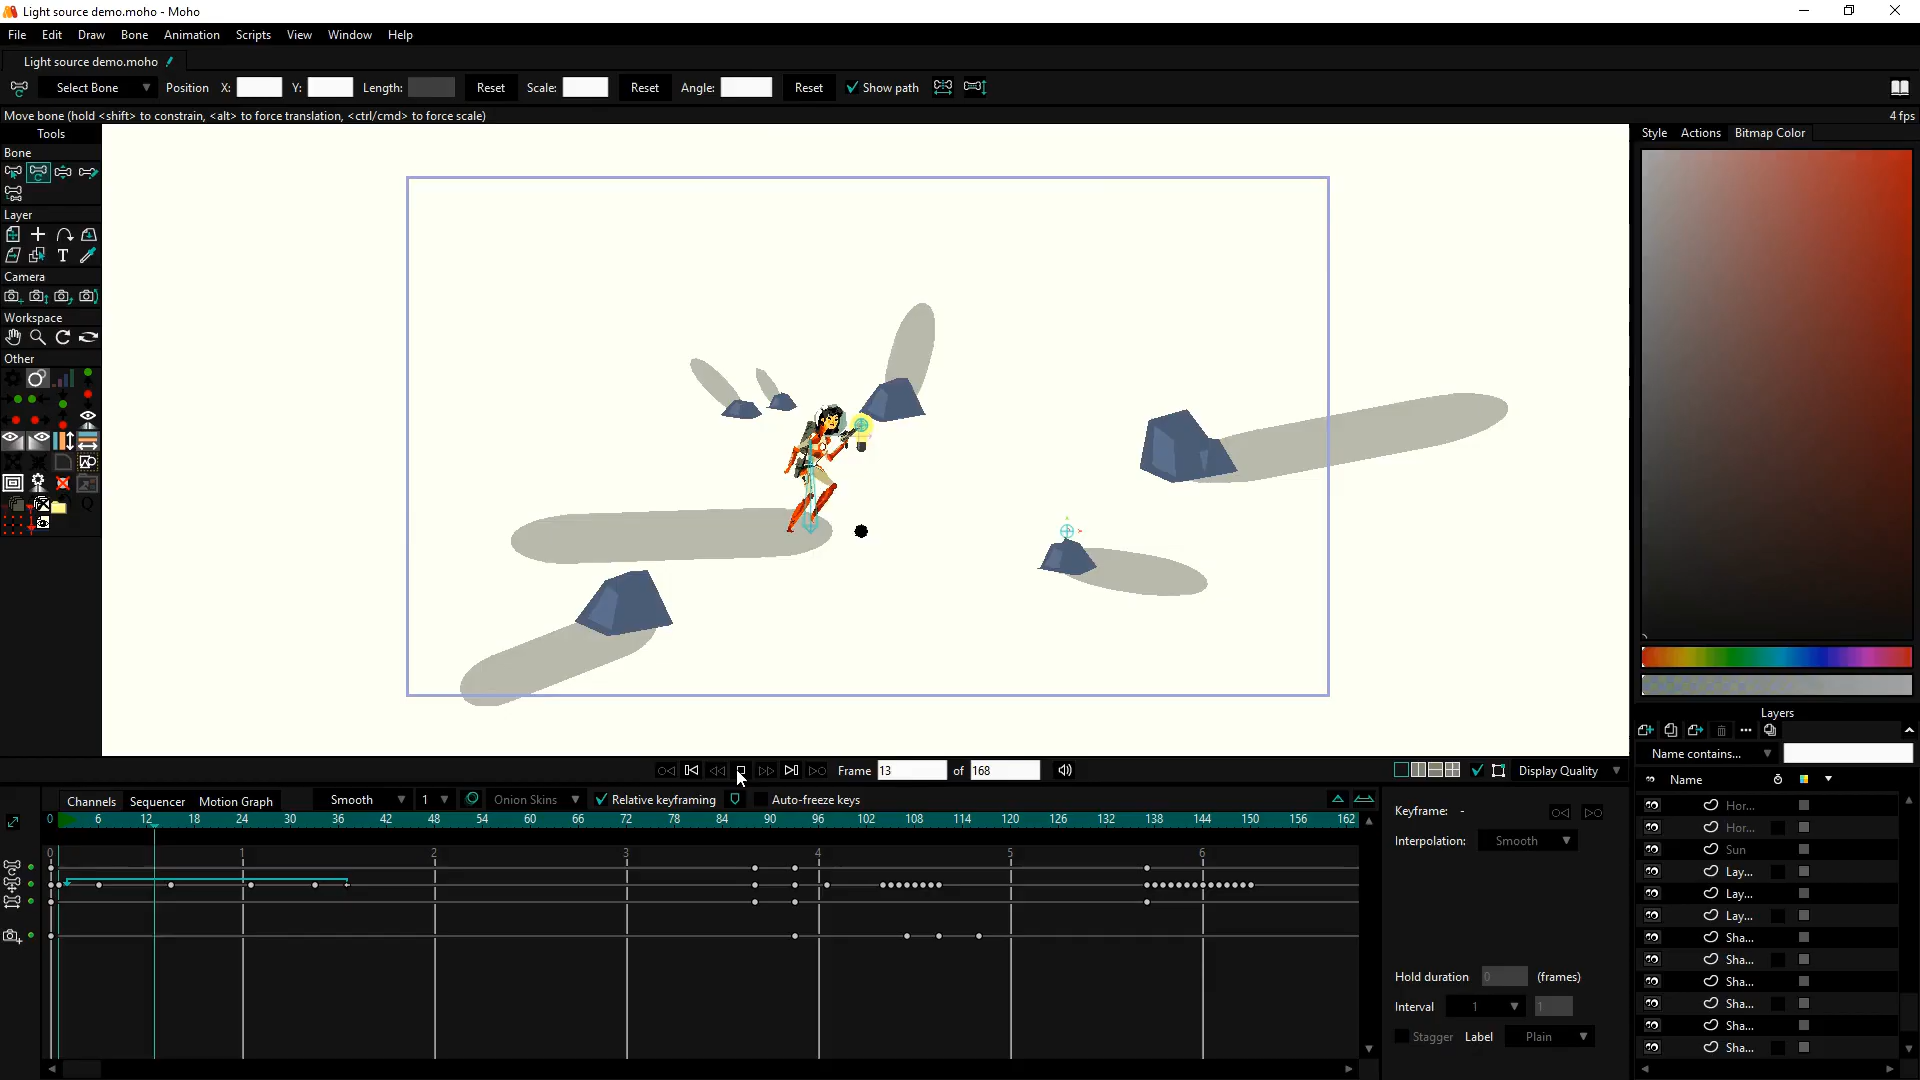 Light source demo.moho - Moho
File Edit Draw Bone Animation Scripts View Window Help
Light source demo.moho
Select Bone Position X: Y: Length: Reset Scale: Reset Angle: Reset Show path
Move bone (hold <shift> to constrain, <alt> to force translation, <ctrl/cmd> to force scale) 4 fps
Tools
Style Actions Bitmap Color
Bone
Layer
Camera
Workspace
Other
Layers
Name contains...
Frame 13 of 168 Display Quality
Name
Channels Sequencer Motion Graph Smooth 1 Onion Skins Relative keyframing Auto-freeze keys
0 6 12 18 24 30 36 42 48 54 60 66 72 78 84 90 96 102 108 114 120 126 132 138 144 150 156 162
0 1 2 3 4 5 6
Keyframe: -
Interpolation: Smooth
Hold duration 0 (frames)
Interval 1 1
Stagger Label Plain
Hor...
Hor...
Sun
Lay...
Lay...
Lay...
Sha...
Sha...
Sha...
Sha...
Sha...
Sha...